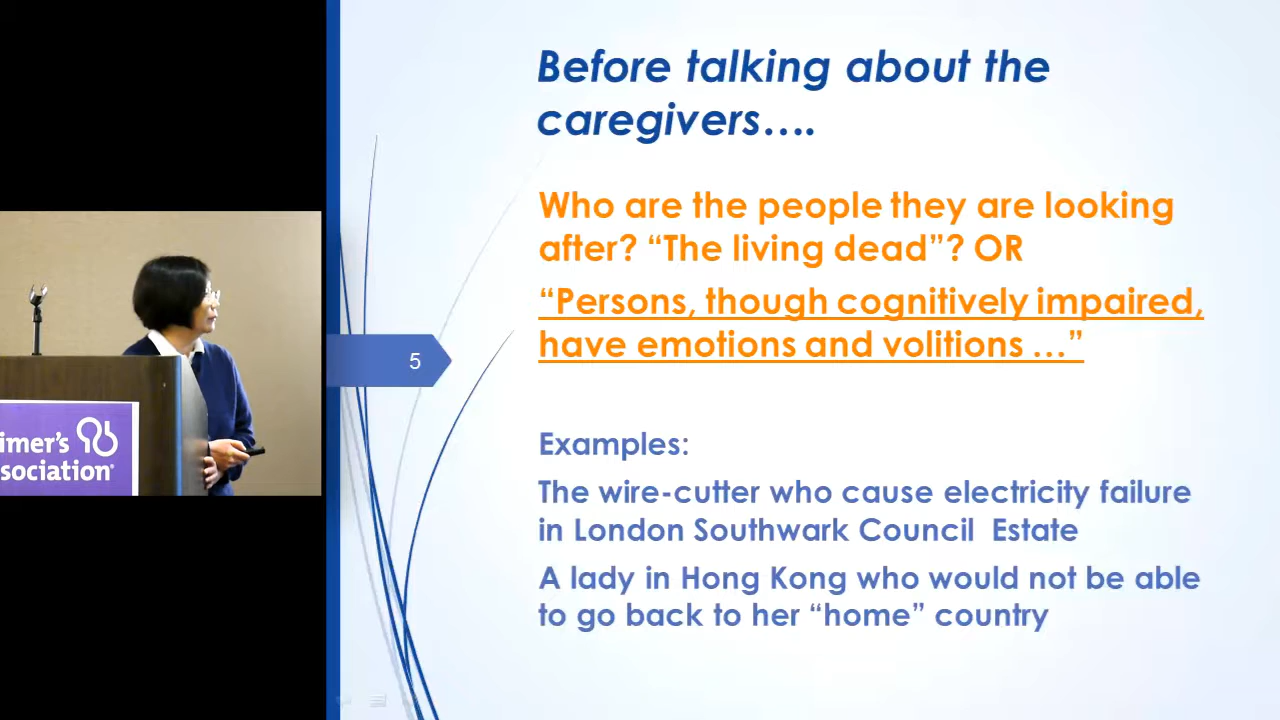 Before talking about the
caregivers….
Who are the people they are looking
after? “The living dead”? OR
“Persons, though cognitively impaired,
have emotions and volitions …”
5
Examples:
The wire-cutter who cause electricity failure
in London Southwark Council Estate
A lady in Hong Kong who would not be able
to go back to her “home” country
imer's
sociation®